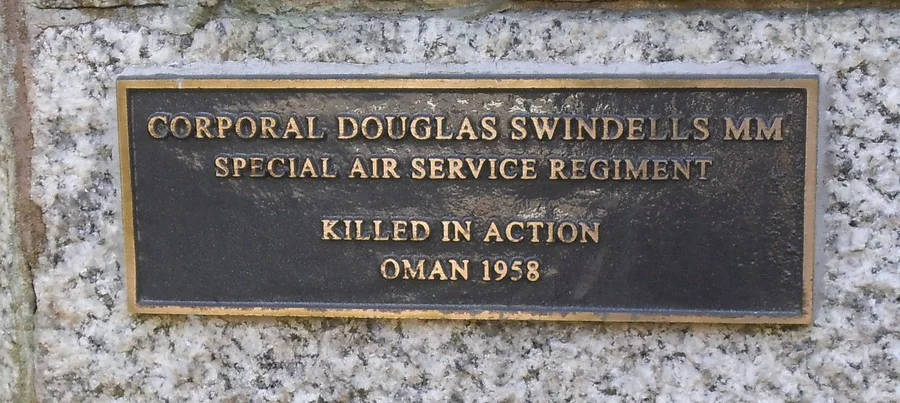 CORPORAL DOUGLAS SWINDELLS MM
SPECIAL AIR SERVICE REGIMENT
KILLED IN ACTION
OMAN 1958